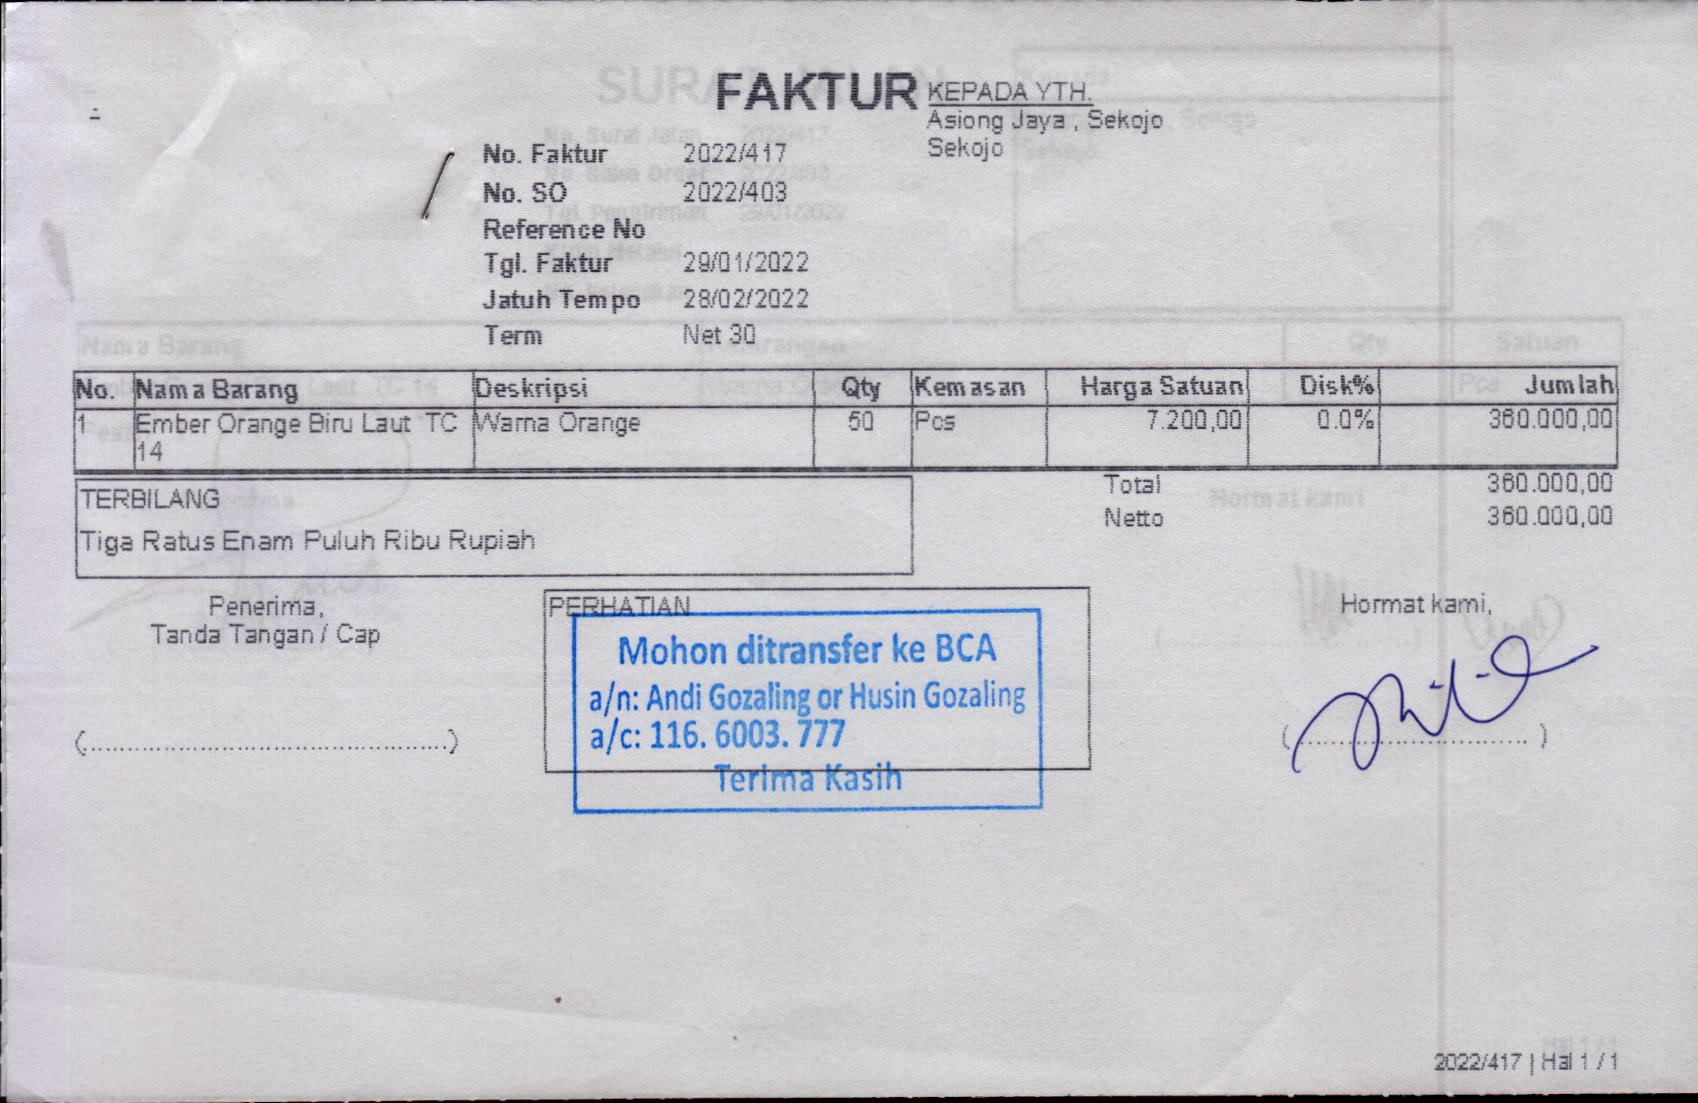 FAKTUR
KEPADA YTH.
Asiong Jaya , Sekojo
Sekojo
No. Faktur 2022/417
No. SO 2022/403
Reference No
Tgl. Faktur 29/01/2022
Jatuh Tempo 28/02/2022
Term Net 30
No. Nama Barang Deskripsi Qty Kemasan Harga Satuan Disk% Jumlah
1 Ember Orange Biru Laut TC 14 Warna Orange 50 Pcs 7.200,00 0.0% 360.000,00
Total 360.000,00
Netto 360.000,00
TERBILANG
Tiga Ratus Enam Puluh Ribu Rupiah
Penerima,
Tanda Tangan / Cap
(................................................)
PERHATIAN
Mohon ditransfer ke BCA
a/n: Andi Gozaling or Husin Gozaling
a/c: 116. 6003. 777
Terima Kasih
Hormat kami,
(................................ )
2022/417 | Hal 1 / 1